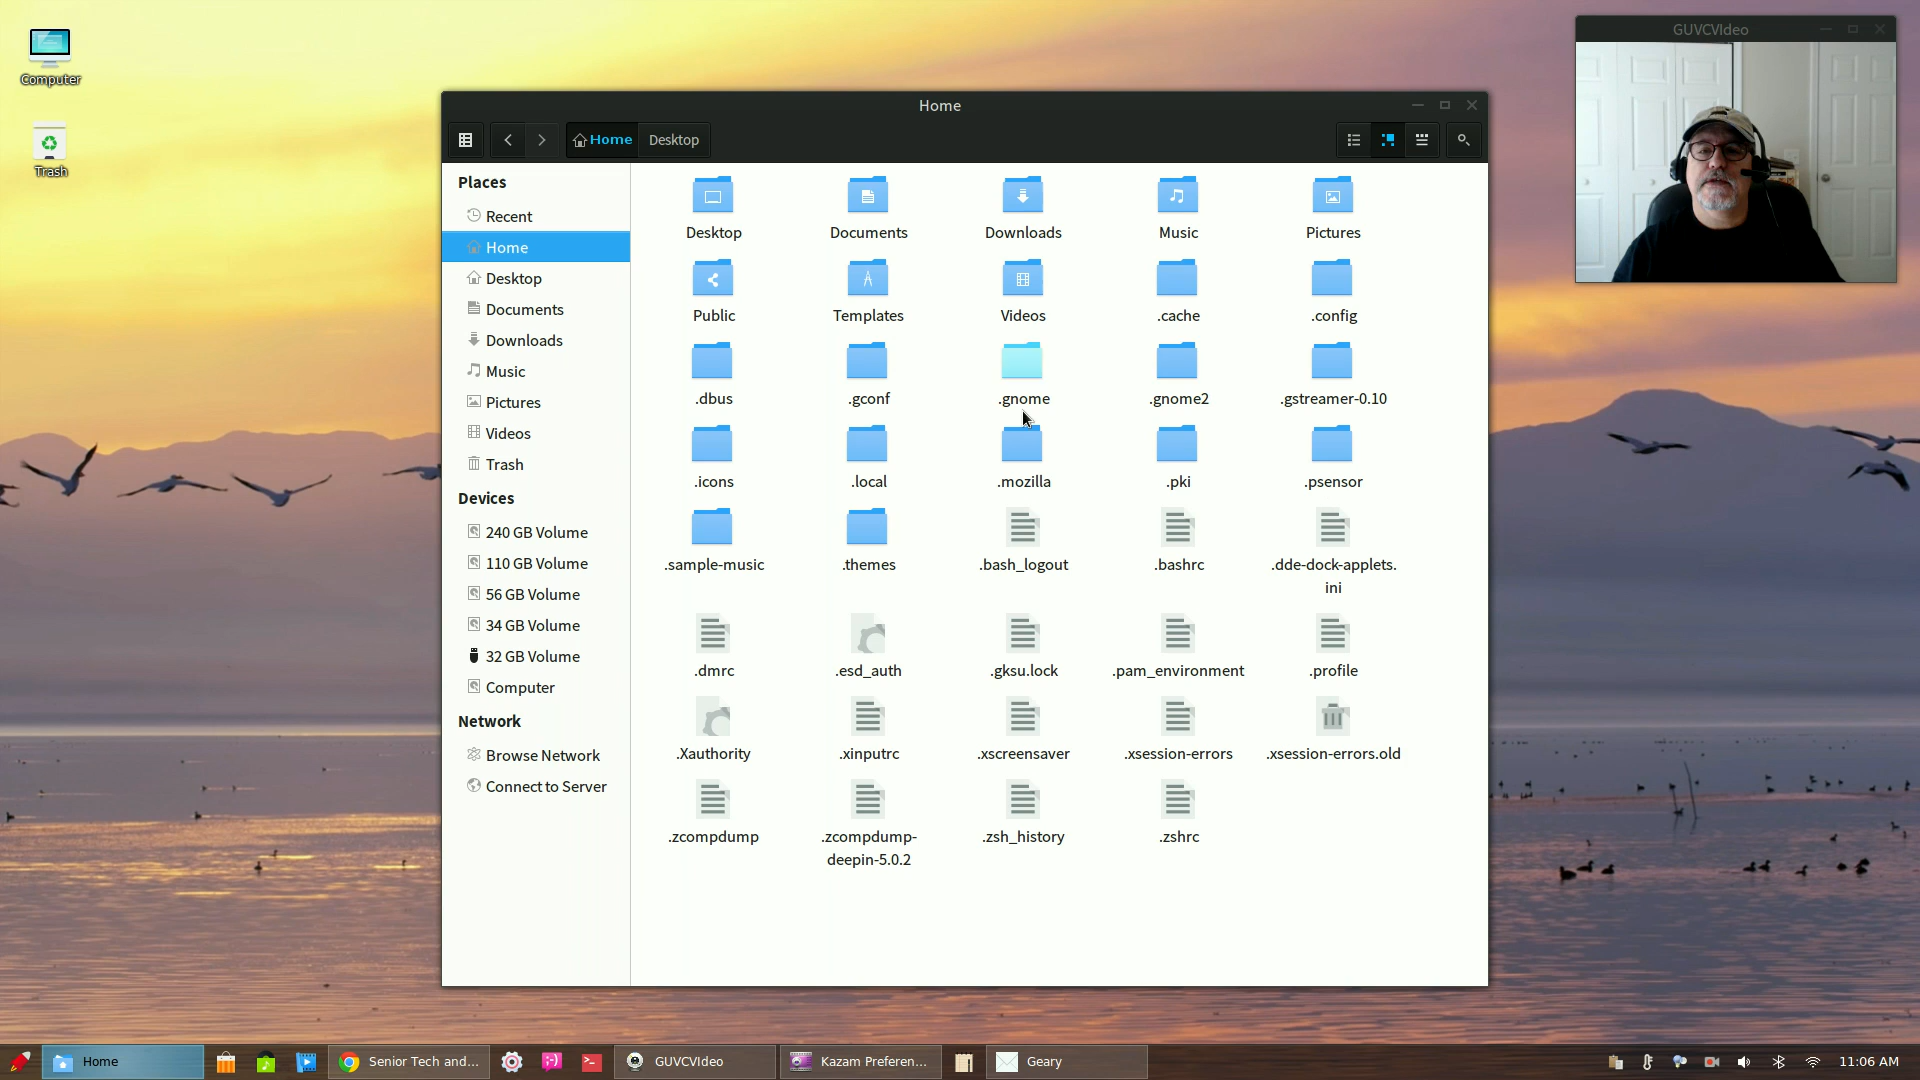 Computer
Trash
GUVCVIdeo
Home
Home
Desktop
Places
Recent
Home
Desktop
Documents
Downloads
Music
Pictures
Videos
Trash
Devices
240 GB Volume
110 GB Volume
56 GB Volume
34 GB Volume
32 GB Volume
Computer
Network
Browse Network
Connect to Server
Desktop
Documents
Downloads
Music
Pictures
Public
Templates
Videos
.cache
.config
.dbus
.gconf
.gnome
.gnome2
.gstreamer-0.10
.icons
.local
.mozilla
.pki
.psensor
.sample-music
.themes
.bash_logout
.bashrc
.dde-dock-applets.
ini
.dmrc
.esd_auth
.gksu.lock
.pam_environment
.profile
.Xauthority
.xinputrc
.xscreensaver
.xsession-errors
.xsession-errors.old
.zcompdump
.zcompdump-
deepin-5.0.2
.zsh_history
.zshrc
Home
Senior Tech and...
GUVCVIdeo
Kazam Preferen...
Geary
11:06 AM